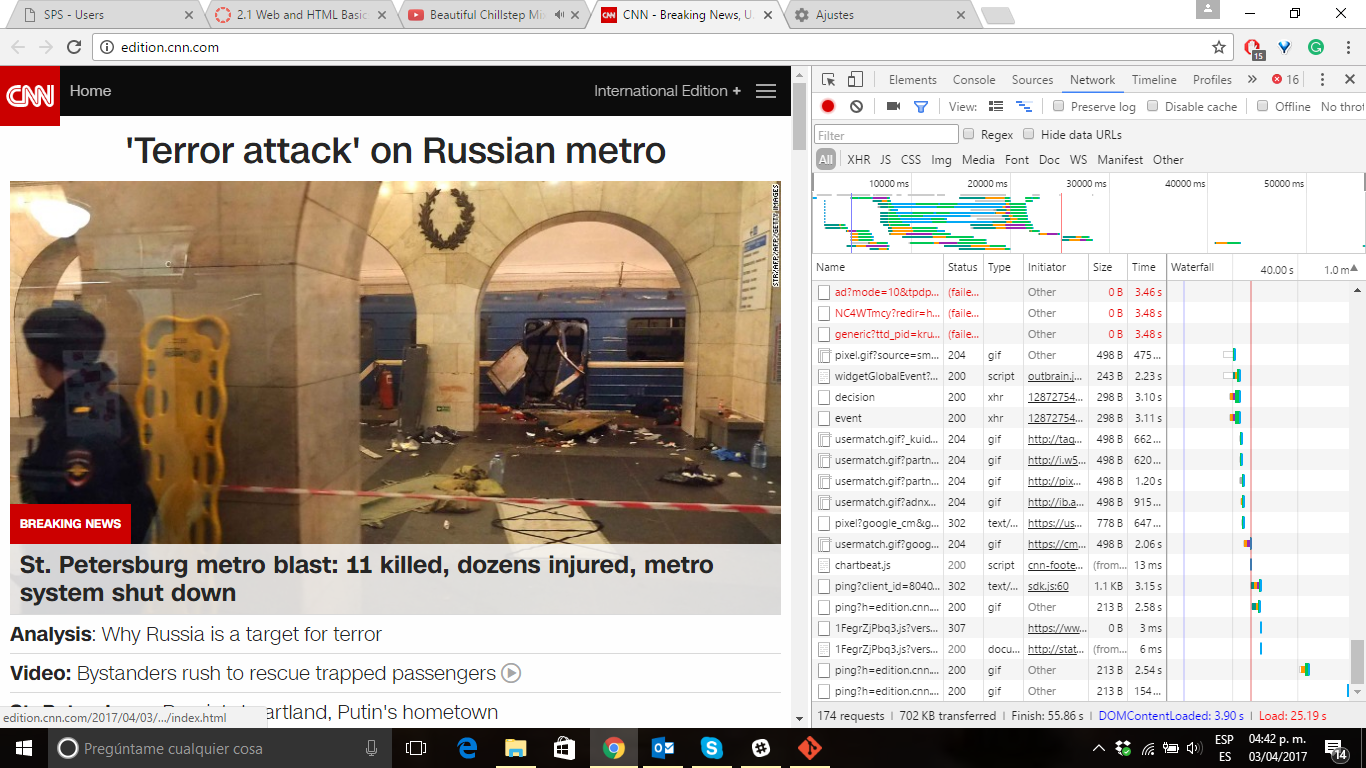 SPS - Users
2.1 Web and HTML Basic
Beautiful Chillstep Mix
CNN - Breaking News, U.
Ajustes
edition.cnn.com
15
CNN
Home
International Edition +
'Terror attack' on Russian metro
STR/AFP/AFP/GETTY IMAGES
BREAKING NEWS
St. Petersburg metro blast: 11 killed, dozens injured, metro
system shut down
Analysis: Why Russia is a target for terror
Video: Bystanders rush to rescue trapped passengers
heartland, Putin's hometown
edition.cnn.com/2017/04/03/.../index.html
Elements Console Sources Network Timeline Profiles » 16
View: Preserve log Disable cache Offline No thrott
Filter Regex Hide data URLs
All XHR JS CSS Img Media Font Doc WS Manifest Other
10000 ms 20000 ms 30000 ms 40000 ms 50000 ms
Name Status Type Initiator Size Time Waterfall 40.00 s 1.0 m
ad?mode=10&tpdp... (faile... Other 0 B 3.46 s
NC4WTmcy?redir=h... (faile... Other 0 B 3.48 s
generic?ttd_pid=kru... (faile... Other 0 B 3.48 s
pixel.gif?source=sm... 204 gif Other 498 B 475 ...
widgetGlobalEvent?... 200 script outbrain.j... 243 B 2.23 s
decision 200 xhr 12872754... 298 B 3.10 s
event 200 xhr 12872754... 298 B 3.11 s
usermatch.gif?_kuid... 204 gif http://tag... 498 B 662 ...
usermatch.gif?partn... 204 gif http://i.w5... 498 B 620 ...
usermatch.gif?partn... 204 gif http://pix... 498 B 1.20 s
usermatch.gif?adnx... 204 gif http://ib.a... 498 B 915 ...
pixel?google_cm&g... 302 text/... https://us... 778 B 647 ...
usermatch.gif?goog... 204 gif https://cm... 498 B 2.06 s
chartbeat.js 200 script cnn-foote... (from... 13 ms
ping?client_id=8040... 302 text/... sdk.js:60 1.1 KB 3.15 s
ping?h=edition.cnn.... 200 gif Other 213 B 2.58 s
1FegrZjPbq3.js?vers... 307 https://ww... 0 B 3 ms
1FegrZjPbq3.js?vers... 200 docu... http://stat... (from... 6 ms
ping?h=edition.cnn.... 200 gif Other 213 B 2.54 s
ping?h=edition.cnn.... 200 gif Other 213 B 154 ...
174 requests | 702 KB transferred | Finish: 55.86 s | DOMContentLoaded: 3.90 s | Load: 25.19 s
Pregúntame cualquier cosa
ESP
ES
04:42 p. m.
03/04/2017
14